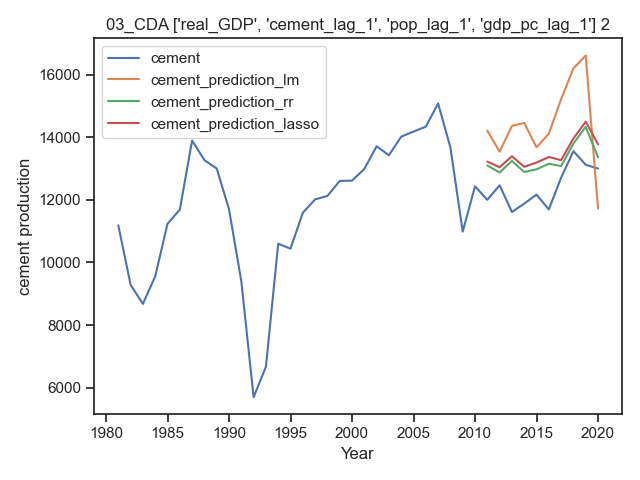 03_CDA ['real_GDP', 'cement_lag_1', 'pop_lag_1', 'gdp_pc_lag_1'] 2
cement
cement_prediction_lm
cement_prediction_rr
cement_prediction_lasso
16000
14000
12000
10000
8000
6000
cement production
1980 1985 1990 1995 2000 2005 2010 2015 2020
Year